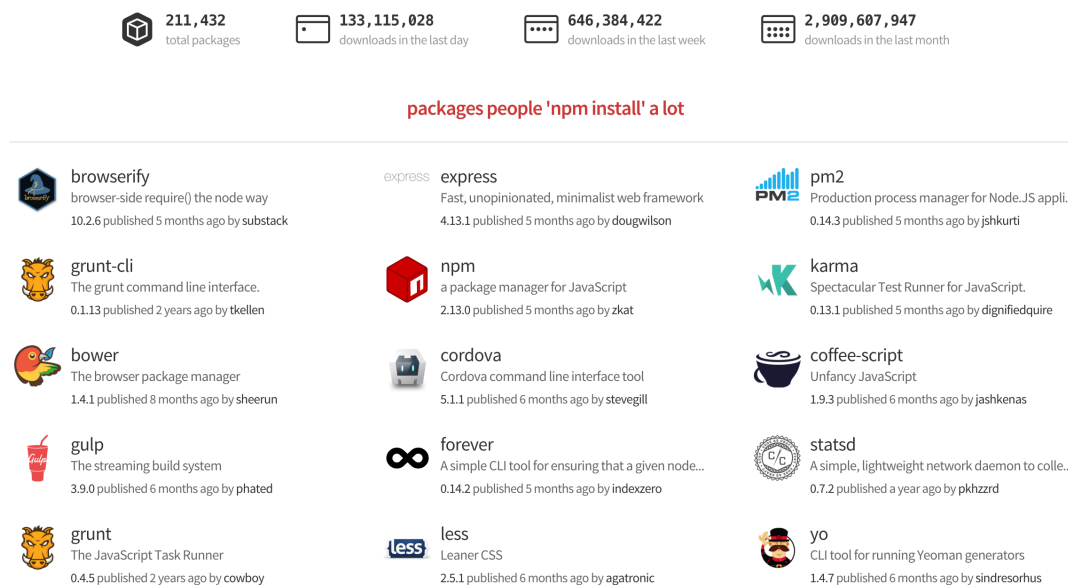 211,432
total packages
133,115,028
downloads in the last day
646,384,422
downloads in the last week
2,909,607,947
downloads in the last month
packages people 'npm install' a lot
browserify
browserify
browser-side require() the node way
10.2.6 published 5 months ago by substack
express
express
Fast, unopinionated, minimalist web framework
4.13.1 published 5 months ago by dougwilson
PM2
pm2
Production process manager for Node.JS appli.
0.14.3 published 5 months ago by jshkurti
grunt-cli
The grunt command line interface.
0.1.13 published 2 years ago by tkellen
n
npm
a package manager for JavaScript
2.13.0 published 5 months ago by zkat
K
karma
Spectacular Test Runner for JavaScript.
0.13.1 published 5 months ago by dignifiedquire
bower
The browser package manager
1.4.1 published 8 months ago by sheerun
cordova
Cordova command line interface tool
5.1.1 published 6 months ago by stevegill
coffee-script
Unfancy JavaScript
1.9.3 published 6 months ago by jashkenas
Gulp
gulp
The streaming build system
3.9.0 published 6 months ago by phated
forever
A simple CLI tool for ensuring that a given node...
0.14.2 published 5 months ago by indexzero
C/C
statsd
A simple, lightweight network daemon to colle..
0.7.2 published a year ago by pkhzzrd
grunt
The JavaScript Task Runner
0.4.5 published 2 years ago by cowboy
{less}
less
Leaner CSS
2.5.1 published 6 months ago by agatronic
yo
CLI tool for running Yeoman generators
1.4.7 published 6 months ago by sindresorhus